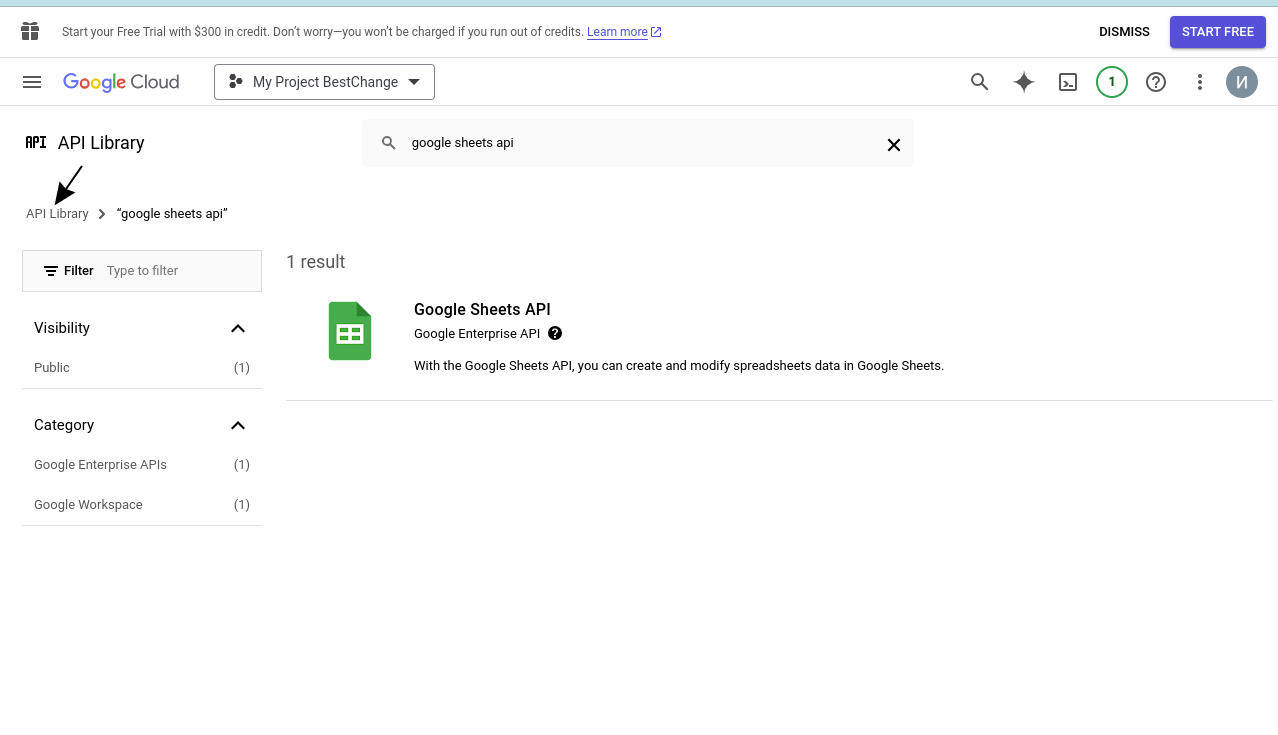 Start your Free Trial with $300 in credit. Don’t worry—you won’t be charged if you run out of credits. Learn more
DISMISS
START FREE
Google Cloud
My Project BestChange
1
И
API API Library
google sheets api
API Library
“google sheets api”
Filter Type to filter
1 result
Google Sheets API
Google Enterprise API
With the Google Sheets API, you can create and modify spreadsheets data in Google Sheets.
Visibility
Public (1)
Category
Google Enterprise APIs (1)
Google Workspace (1)